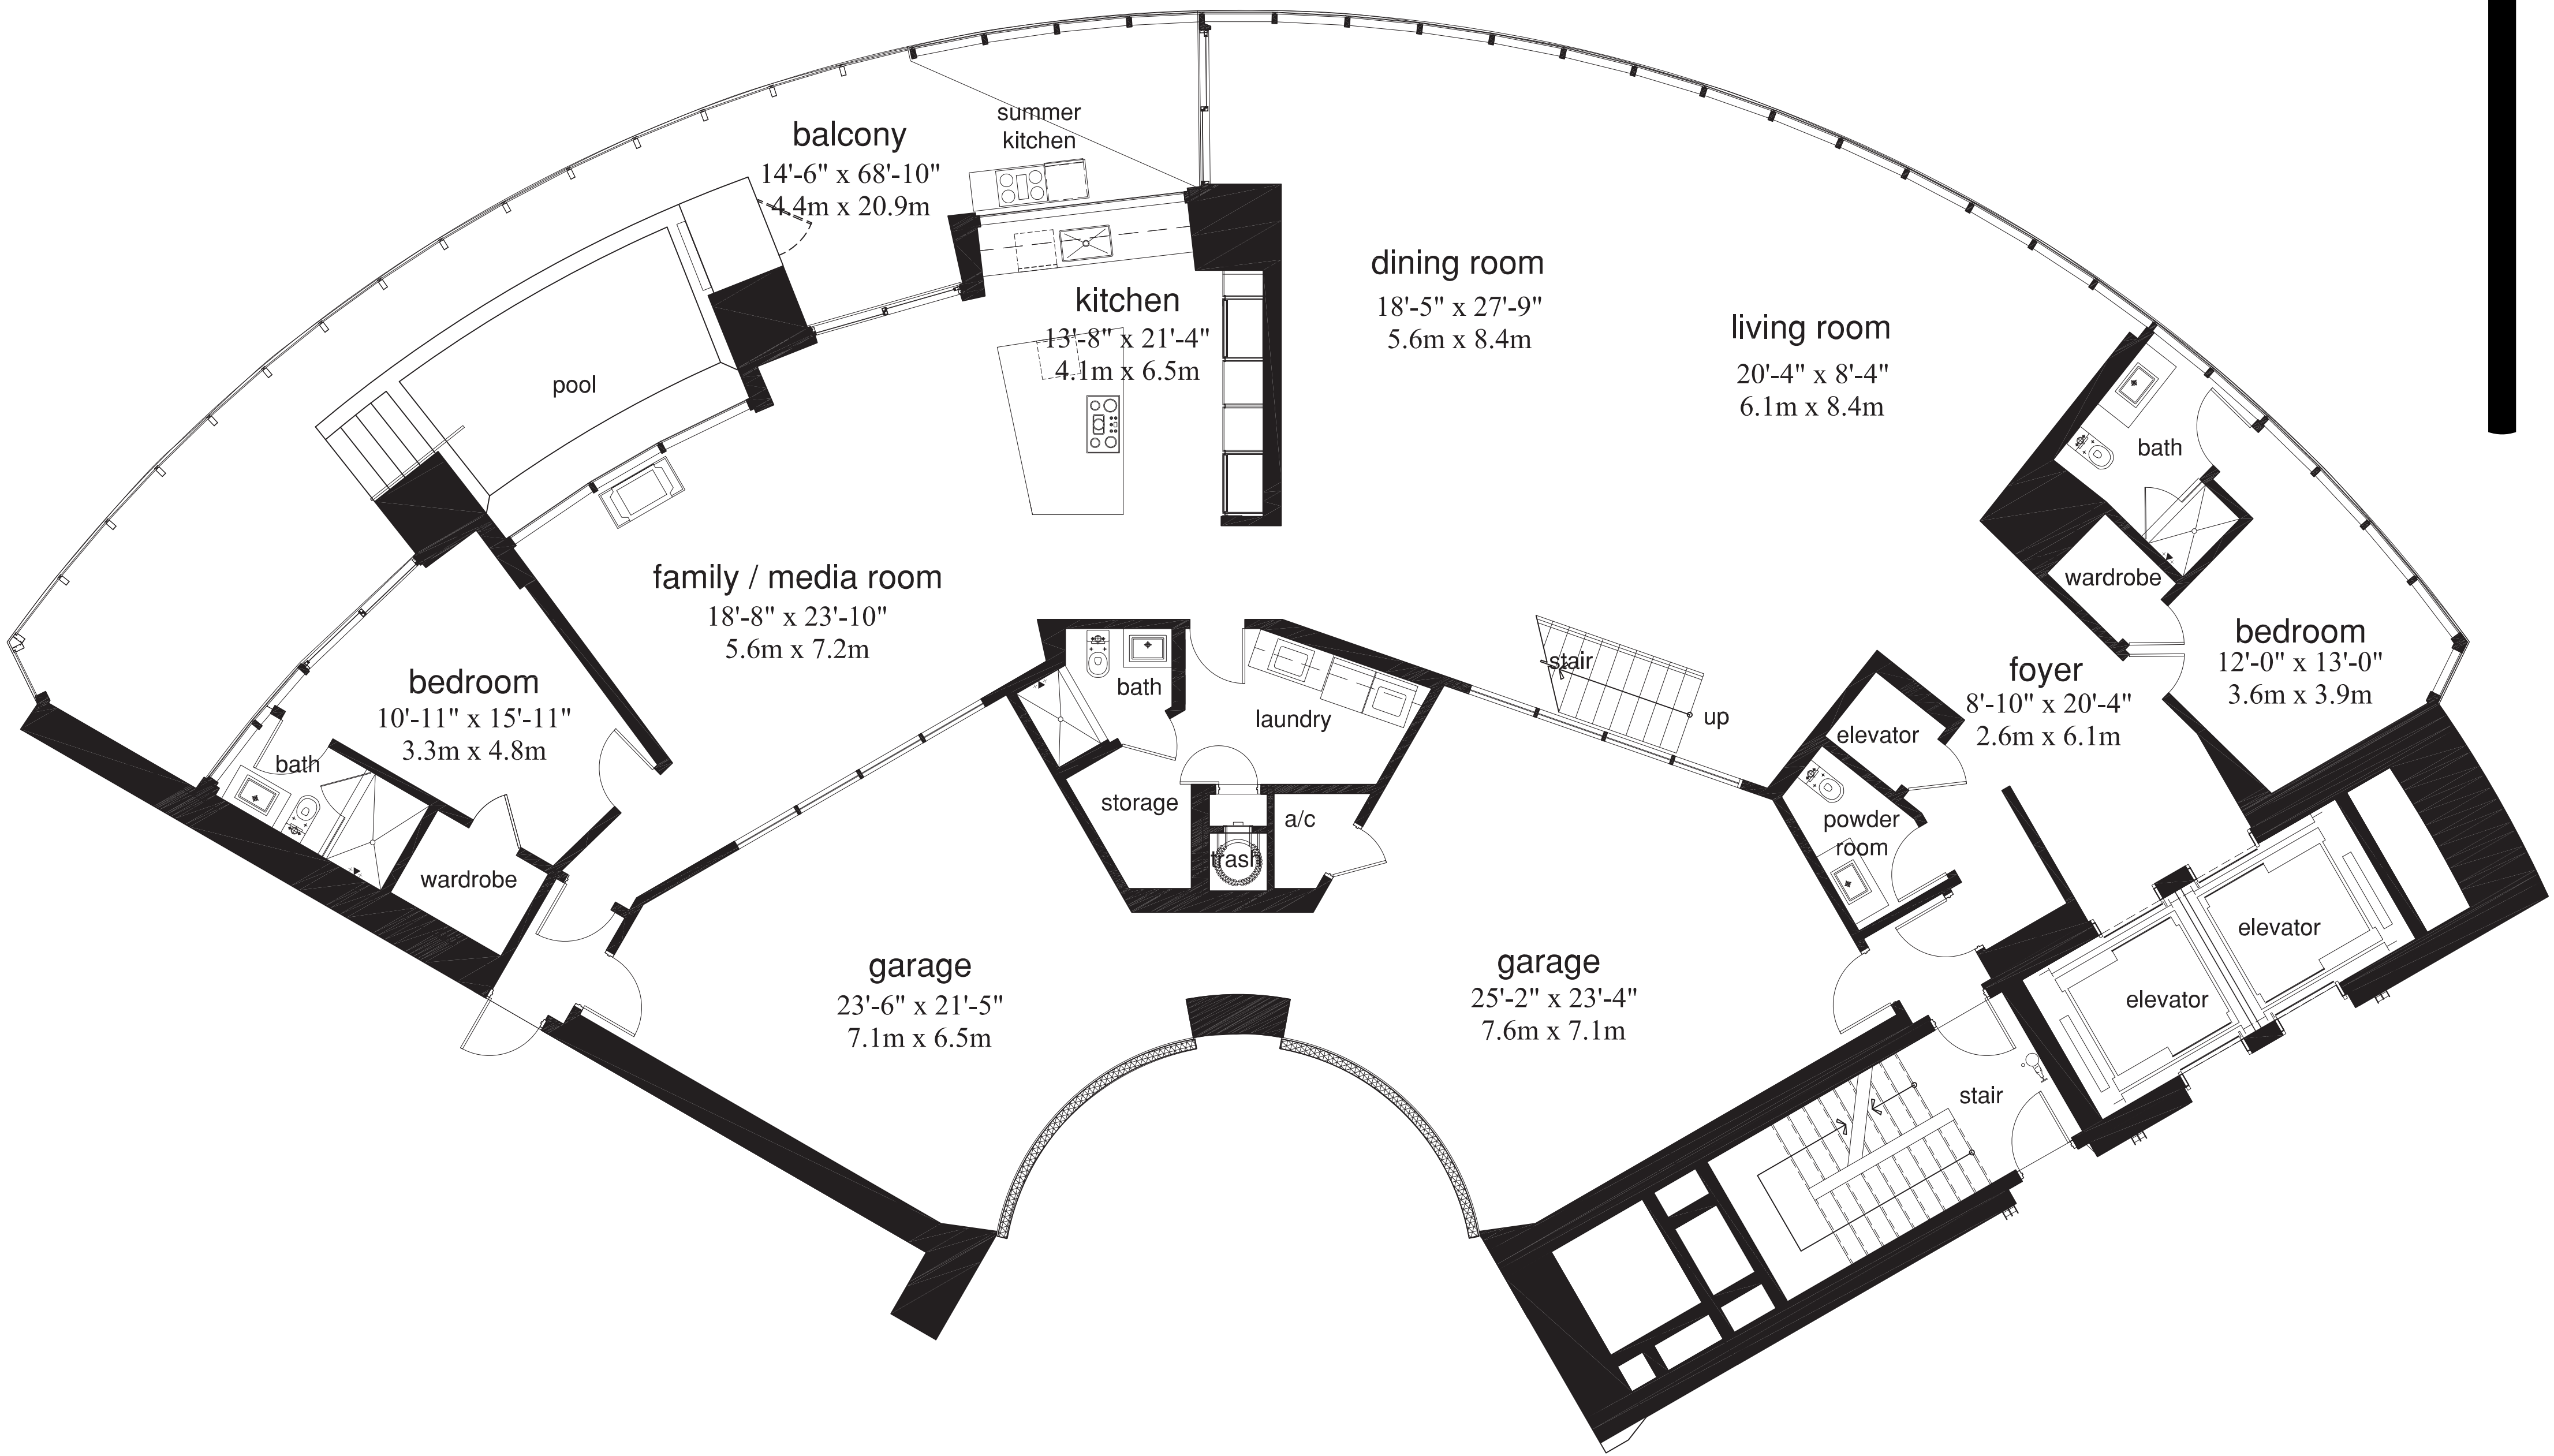 summer
kitchen
balcony
14'-6" x 68'-10"
4.4m x 20.9m
dining room
18'-5" x 27'-9"
5.6m x 8.4m
kitchen
13'-8" x 21'-4"
4.1m x 6.5m
living room
20'-4" x 8'-4"
6.1m x 8.4m
pool
bath
family / media room
18'-8" x 23'-10"
5.6m x 7.2m
wardrobe
bedroom
12'-0" x 13'-0"
3.6m x 3.9m
stair
up
foyer
8'-10" x 20'-4"
2.6m x 6.1m
bedroom
10'-11" x 15'-11"
3.3m x 4.8m
bath
laundry
elevator
bath
storage
a/c
powder
room
trash
wardrobe
elevator
garage
23'-6" x 21'-5"
7.1m x 6.5m
garage
25'-2" x 23'-4"
7.6m x 7.1m
elevator
stair